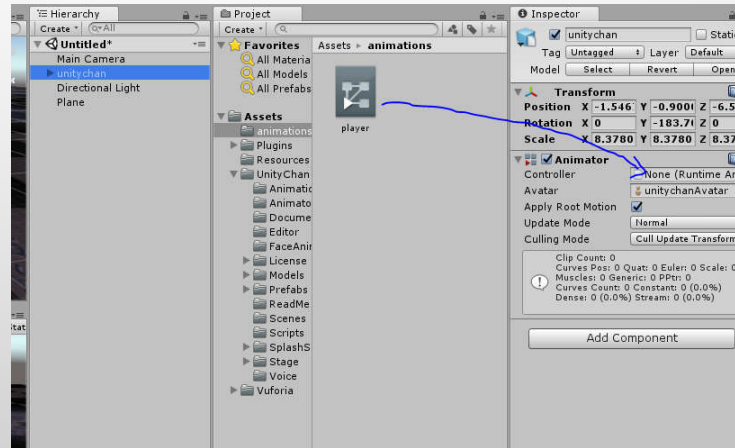 Hierarchy
Create
All
Untitled*
Main Camera
unitychan
Directional Light
Plane
Project
Create
Favorites
All Materia
All Models
All Prefabs
Assets
animations
Plugins
Resources
UnityChan
Animatic
Animato
Docume
Editor
FaceAnir
License
Models
Prefabs
ReadMe
Scenes
Scripts
SplashS
Stage
Voice
Vuforia
Assets ▸ animations
player
Inspector
unitychan Static
Tag Untagged Layer Default
Model Select Revert Open
Transform
Position X -1.546 Y -0.900 Z -6.5
Rotation X 0 Y -183.7 Z 0
Scale X 8.3780 Y 8.3780 Z 8.37
Animator
Controller None (Runtime An
Avatar unitychanAvatar
Apply Root Motion
Update Mode Normal
Culling Mode Cull Update Transform
Clip Count: 0
Curves Pos: 0 Quat: 0 Euler: 0 Scale: 0
Muscles: 0 Generic: 0 PPtr: 0
Curves Count: 0 Constant: 0 (0.0%)
Dense: 0 (0.0%) Stream: 0 (0.0%)
Add Component